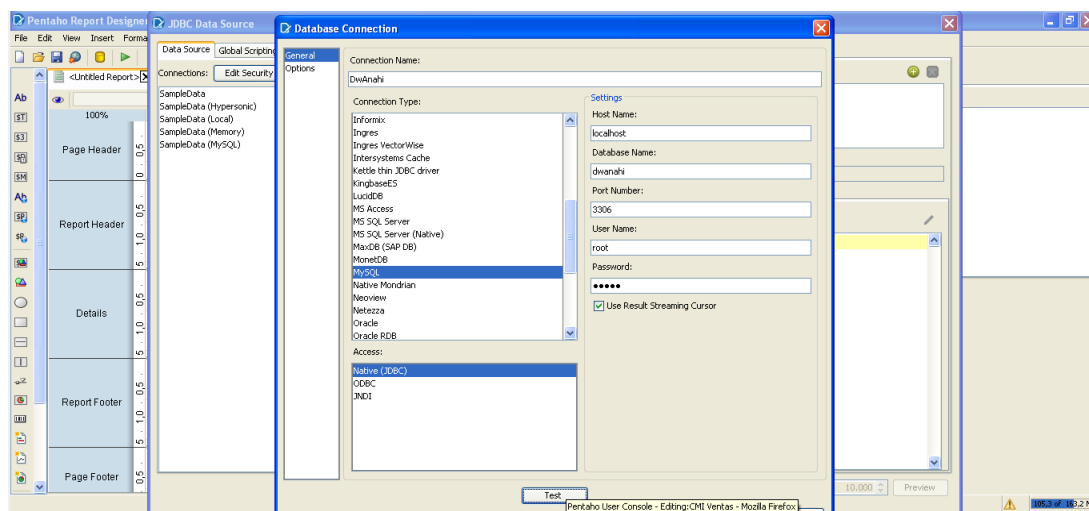 Pentaho Report Designer
JDBC Data Source
Database Connection
File Edit View Insert Forma
Data Source
Global Scripting
General
Options
Connection Name:
DwAnahi
<Untitled Report>
Connections:
Edit Security
SampleData
SampleData (Hypersonic)
SampleData (Local)
SampleData (Memory)
SampleData (MySQL)
100%
Page Header
Report Header
Details
Report Footer
Page Footer
Connection Type:
Informix
Ingres
Ingres VectorWise
Intersystems Cache
Kettle thin JDBC driver
KingbaseES
LucidDB
MS Access
MS SQL Server
MS SQL Server (Native)
MaxDB (SAP DB)
MonetDB
MySQL
Native Mondrian
Neoview
Netezza
Oracle
Oracle RDB
Access:
Native (JDBC)
ODBC
JNDI
Settings
Host Name:
localhost
Database Name:
dwanahi
Port Number:
3306
User Name:
root
Password:
●●●●●
Use Result Streaming Cursor
Test
Pentaho User Console - Editing:CMI Ventas - Mozilla Firefox
10.000
Preview
105,3 of 163,2 M